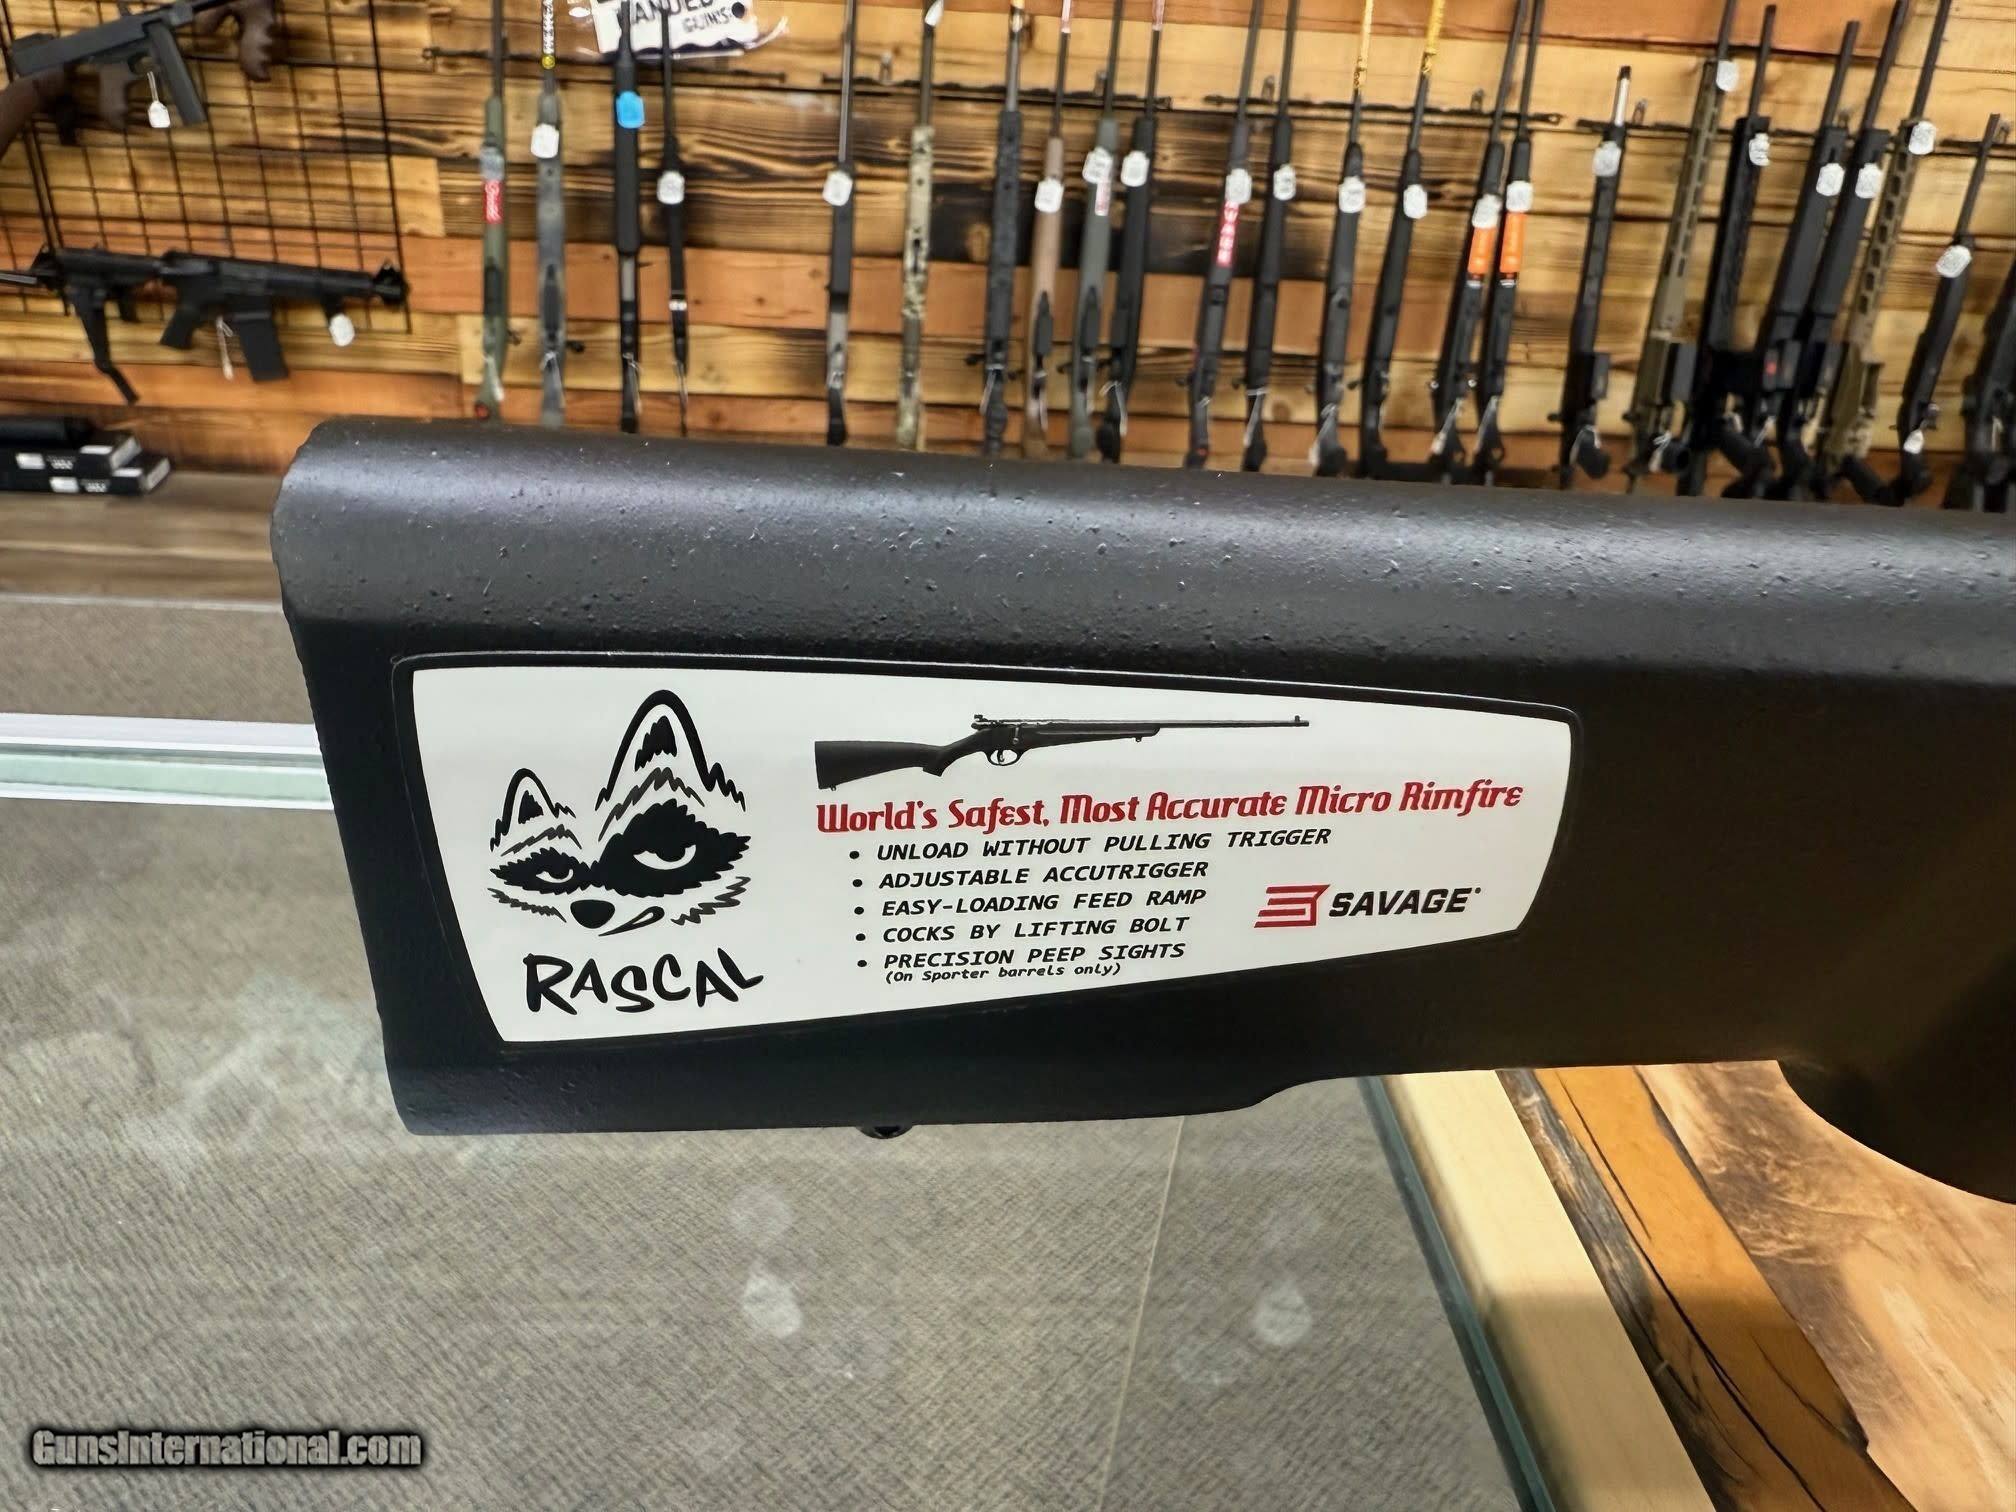 GUN'S
World's Safest, Most Accurate Micro Rimfire
• UNLOAD WITHOUT PULLING TRIGGER
• ADJUSTABLE ACCUTRIGGER
• EASY-LOADING FEED RAMP
• COCKS BY LIFTING BOLT
• PRECISION PEEP SIGHTS
(On Sporter barrels only)
SAVAGE
RASCAL
GunsInternational.com